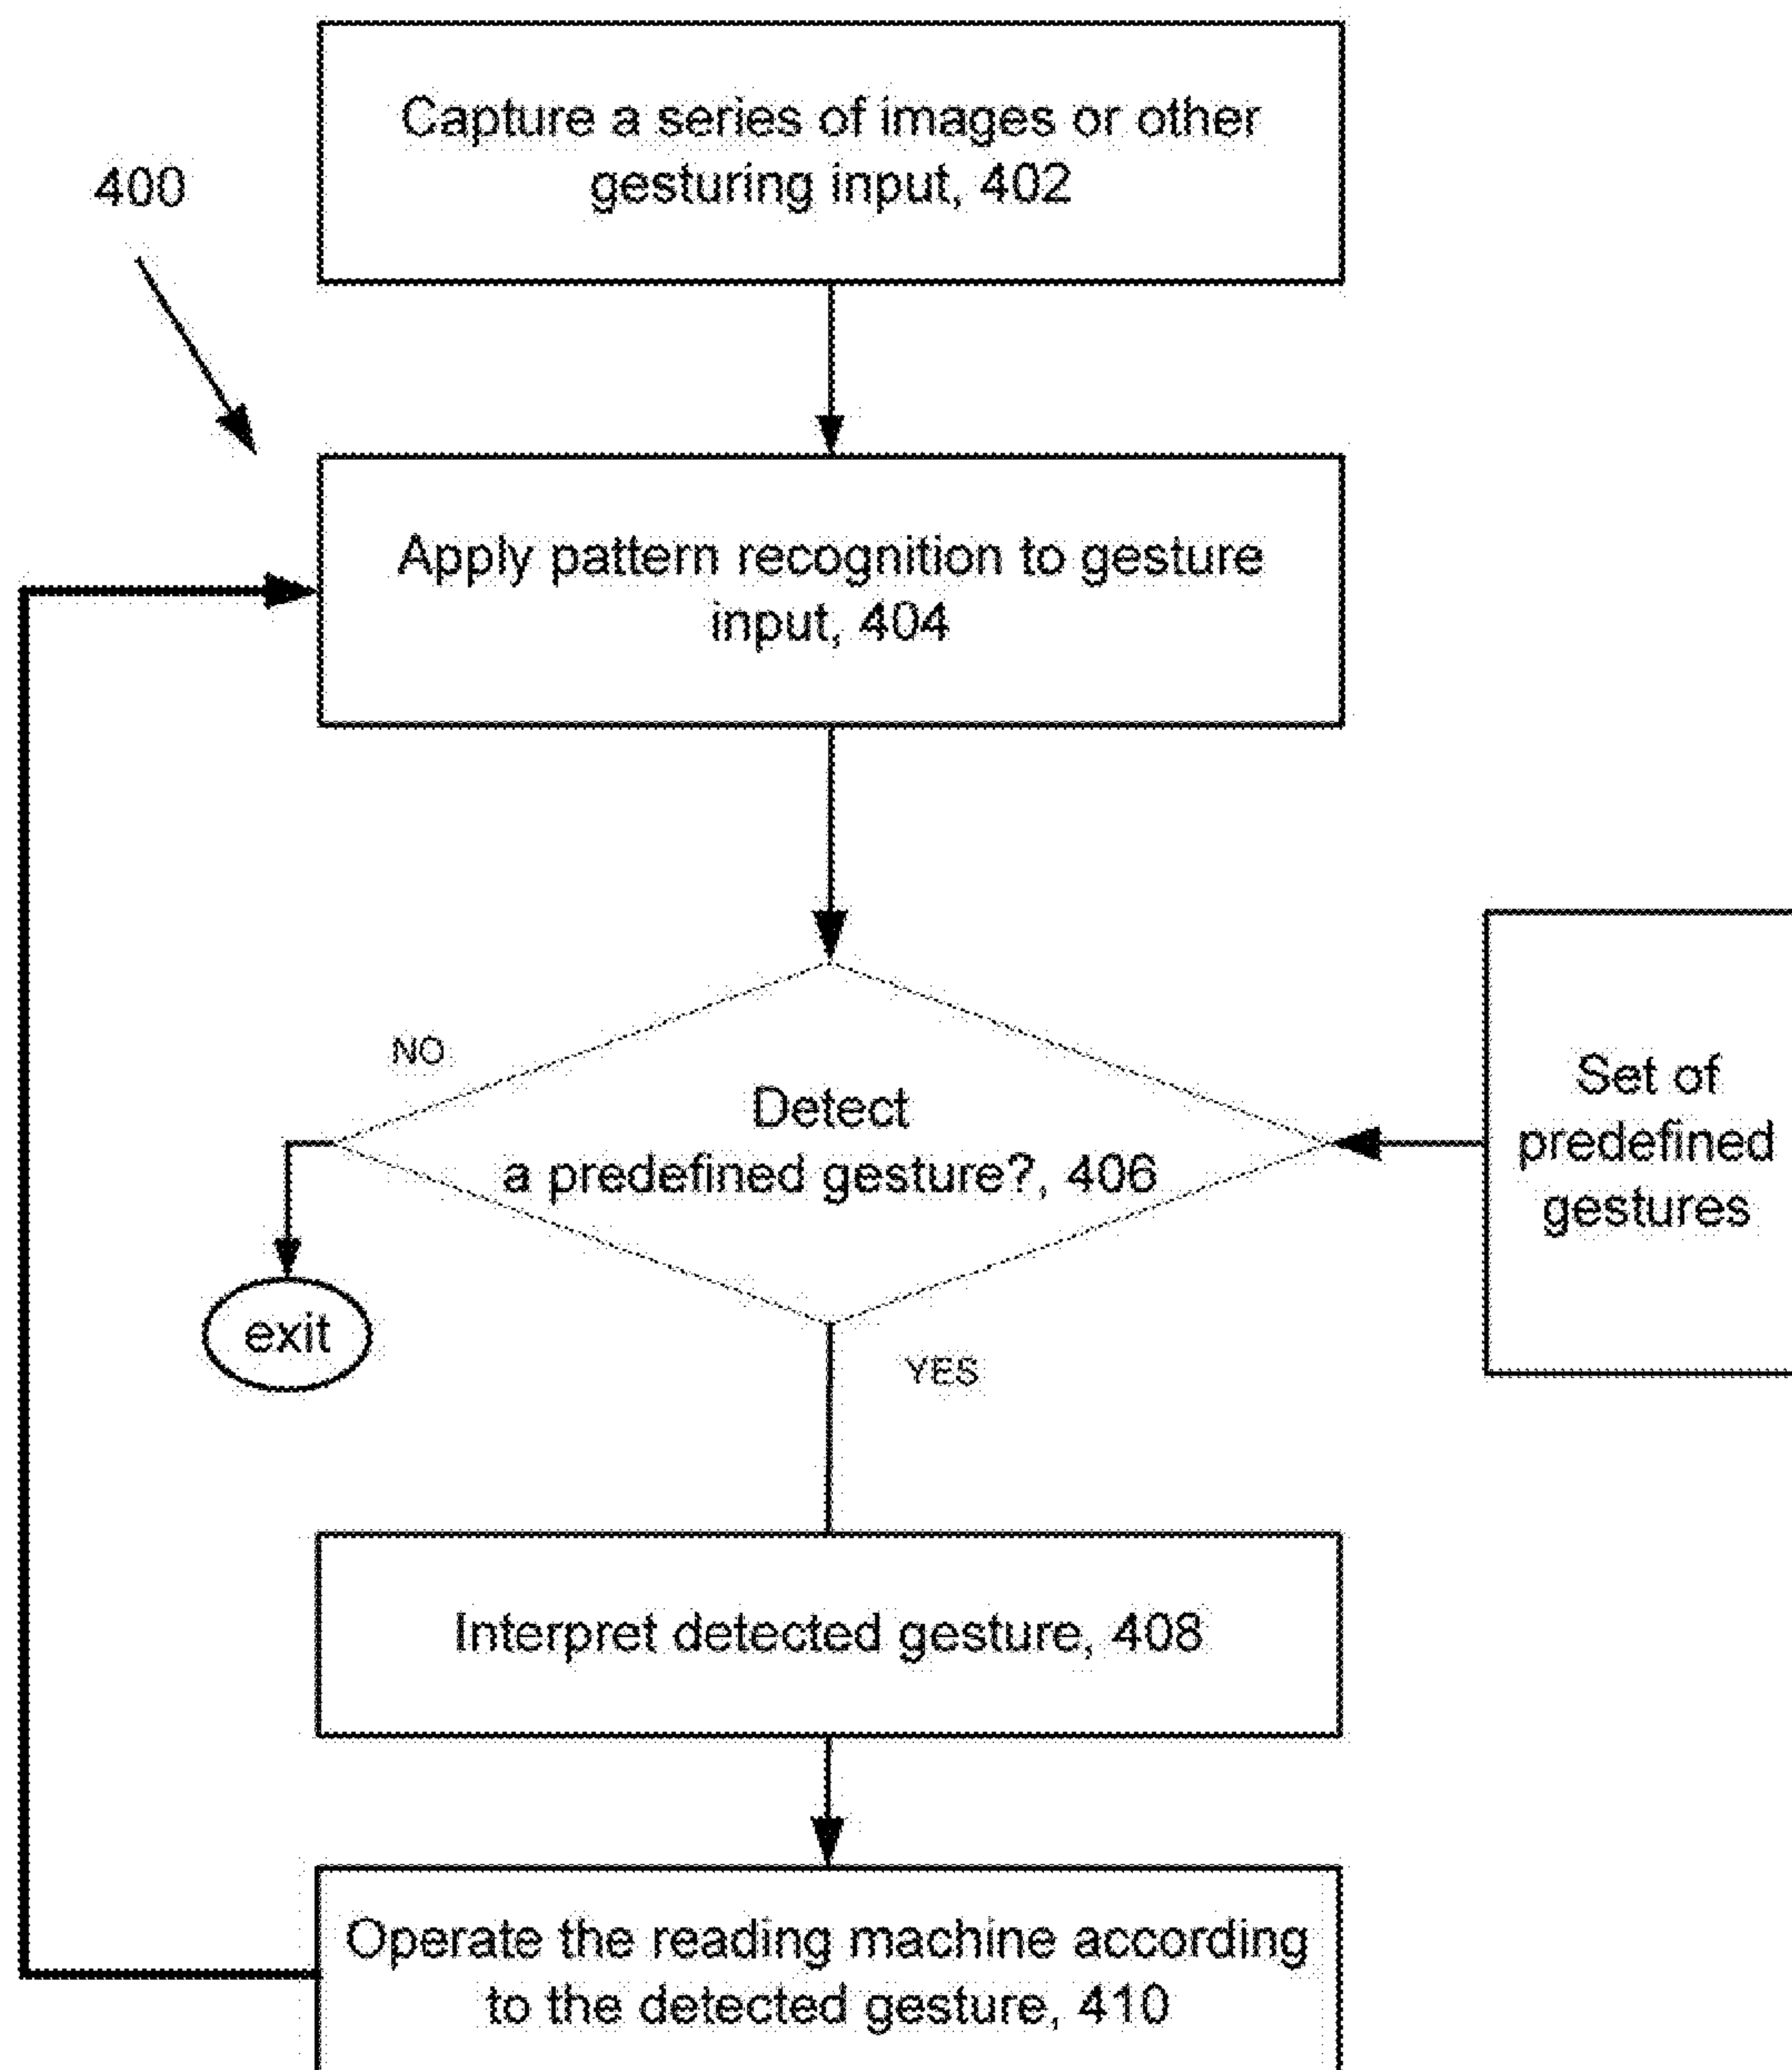 Capture a series of images or other
gesturing input, 402
400
Apply pattern recognition to gesture
input, 404
NO
Detect
a predefined gesture?, 406
Set of
predefined
gestures
exit
YES
Interpret detected gesture, 408
Operate the reading machine according
to the detected gesture, 410